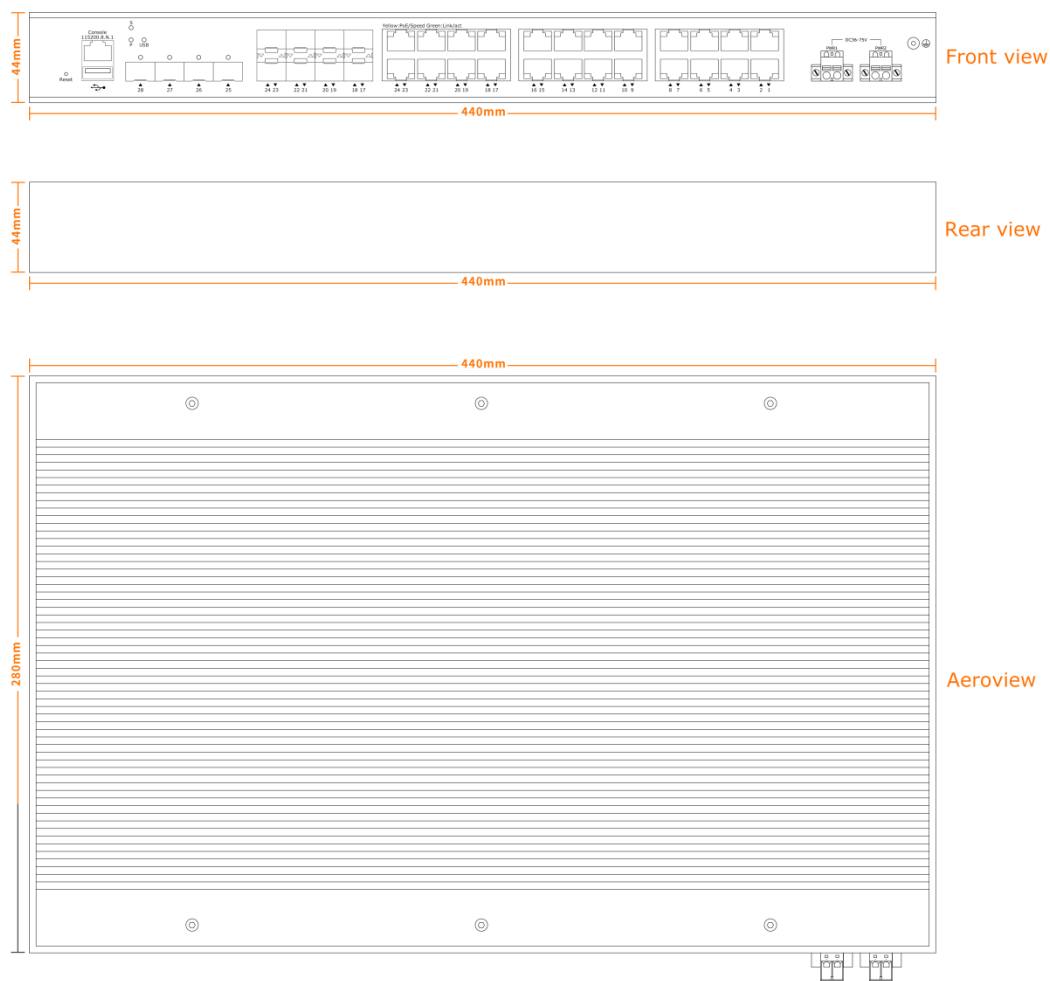 Yellow:PoE/Speed Green:Link/act
Console
115200.8.N.1
S
P
USB
Reset
28 27 26 25
24 23 22 21 20 19 18 17
24 23 22 21 20 19 18 17
16 15 14 13 12 11 10 9
8 7 6 5 4 3 2 1
DC36-75V
PWR1 PWR2
44mm
440mm
Front view
44mm
440mm
Rear view
440mm
280mm
Aeroview